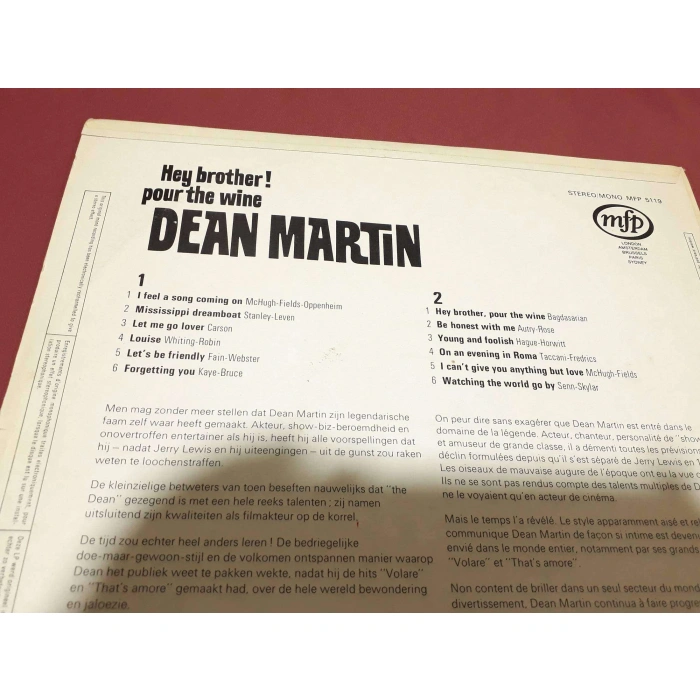 Hey brother!
pour the wine
DEAN MARTIN
STEREO/MONO MFP 5119
mfp
LONDON
AMSTERDAM
BRUSSELS
PARIS
SYDNEY
1
1 I feel a song coming on McHugh-Fields-Oppenheim
2 Mississippi dreamboat Stanley-Leven
3 Let me go lover Carson
4 Louise Whiting-Robin
5 Let's be friendly Fain-Webster
6 Forgetting you Kaye-Bruce
2
1 Hey brother, pour the wine Bagdasarian
2 Be honest with me Autry-Rose
3 Young and foolish Hague-Horwitt
4 On an evening in Roma Taccani-Fredrics
5 I can't give you anything but love McHugh-Fields
6 Watching the world go by Senn-Skylar
Men mag zonder meer stellen dat Dean Martin zijn legendarische
faam zelf waar heeft gemaakt. Akteur, show-biz-beroemdheid en
onovertroffen entertainer als hij is, heeft hij alle voorspellingen dat
hij – nadat Jerry Lewis en hij uiteengingen – uit de gunst zou raken
weten te loochenstraffen.
De kleinzielige betweters van toen beseften nauwelijks dat "the
Dean" gezegend is met een hele reeks talenten; zij namen
uitsluitend zijn kwaliteiten als filmakteur op de korrel,
De tijd zou echter heel anders leren! De bedriegelijke
doe-maar-gewoon-stijl en de volkomen ontspannen manier waarop
Dean het publiek weet te pakken wekte, nadat hij de hits "Volare"
en "That's amore" gemaakt had, over de hele wereld bewondering
en jaloezie.
On peut dire sans exagérer que Dean Martin est entré dans le
domaine de la légende. Acteur, chanteur, personalité de "show
et amuseur de grande classe, il a démenti toutes les prévisions
déclin formulées depuis qu'il s'est séparé de Jerry Lewis en 1
Les oiseaux de mauvaise augure de l'époque ont eu la vue
Ils ne se sont pas rendus compte des talents multiples de D
ne le voyaient qu'en acteur de cinéma.
Mais le temps l'a révélé. Le style apparamment aisé et rel
communique Dean Martin de façon si intime est devenu
envié dans le monde entier, notamment par ses grands
"Volare" et "That's amore".
Non content de briller dans un seul secteur du mond
divertissement, Dean Martin continua à faire progre